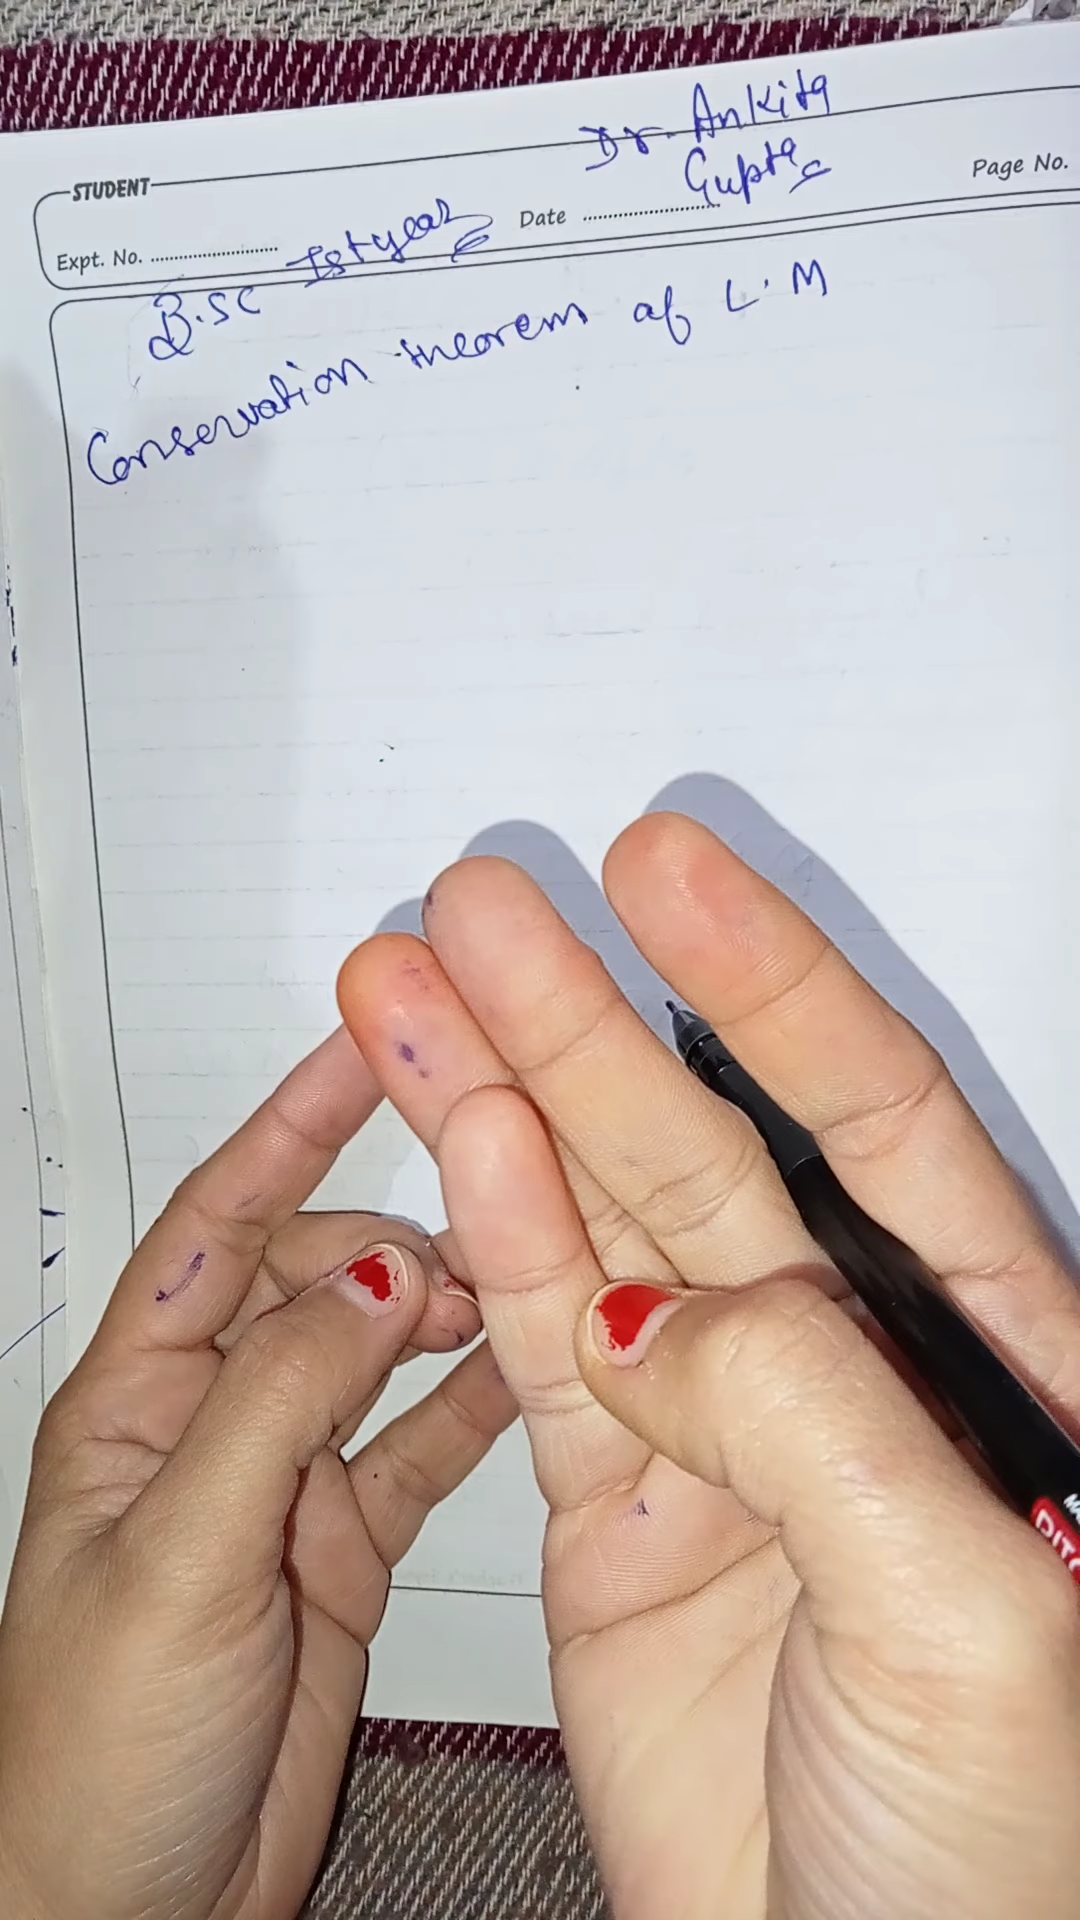 Dr. Ankita
Gupta
STUDENT
Page No.
Expt. No. ........................ Ist year
Date ........................
B.SC
Conservation theorem of L.M